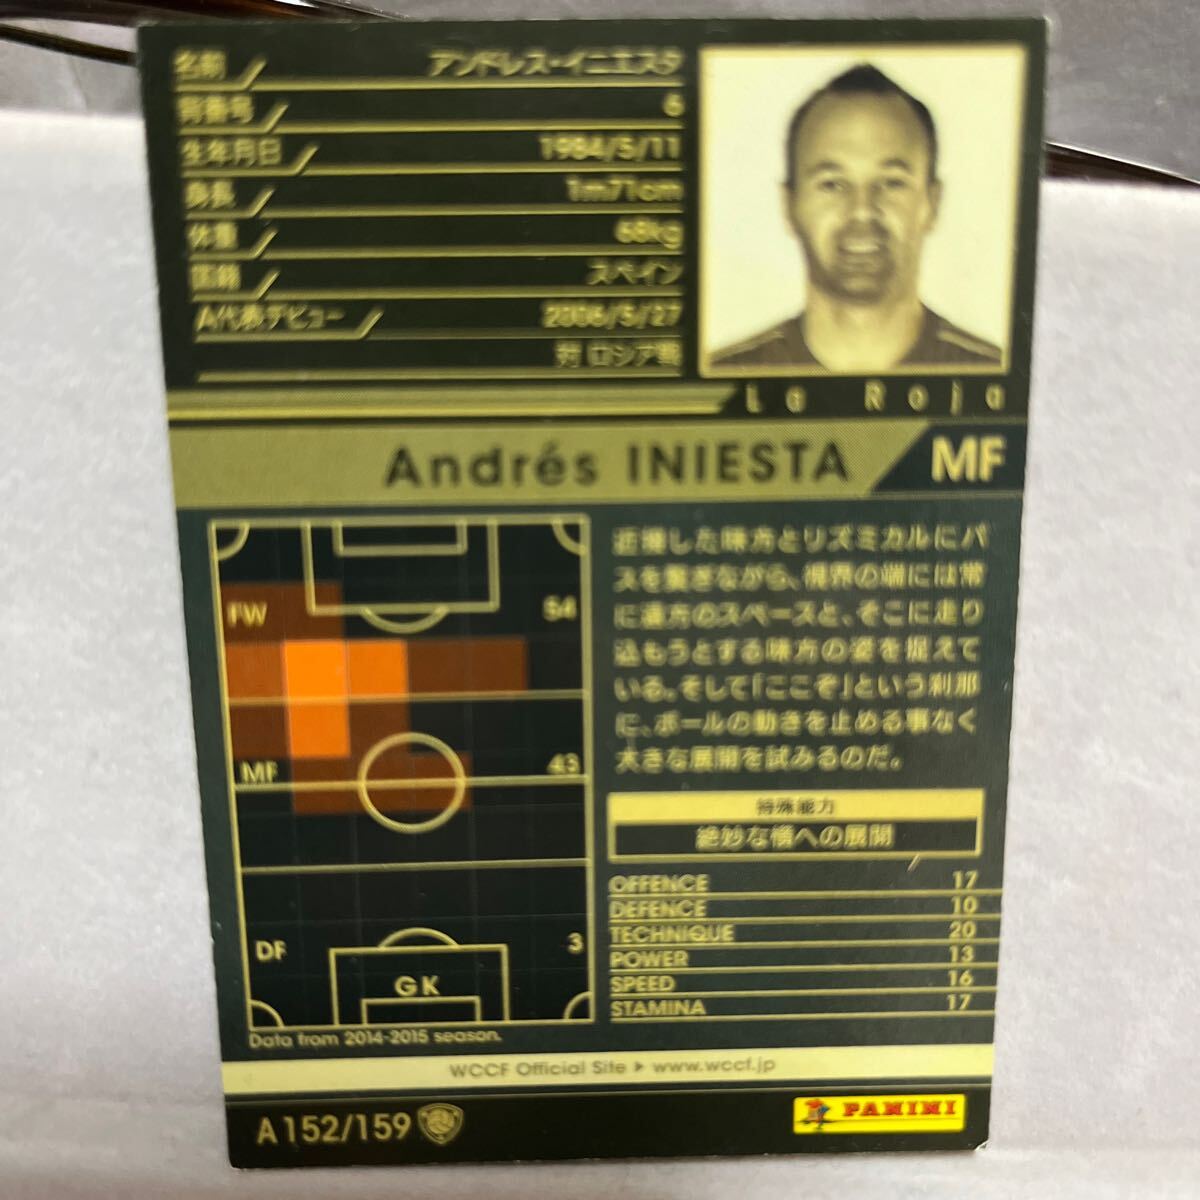 名前 アンドレス・イニエスタ
背番号 6
生年月日 1984/5/11
身長 1m71cm
体重 68kg
国籍 スペイン
A代表デビュー 2006/5/27
対 ロシア戦
La Roja
Andrés INIESTA MF
FW 54
MF 43
DF 3
GK
Data from 2014-2015 season.
近接した味方とリズミカルにパ
スを繋ぎながら、視界の端には常
に遠方のスペースと、そこに走り
込もうとする味方の姿を捉えて
いる。そして「ここぞ」という刹那
に、ボールの動きを止める事なく
大きな展開を試みるのだ。
特殊能力
絶妙な横への展開
OFFENCE 17
DEFENCE 10
TECHNIQUE 20
POWER 13
SPEED 16
STAMINA 17
WCCF Official Site ▶ www.wccf.jp
A152/159
PANINI